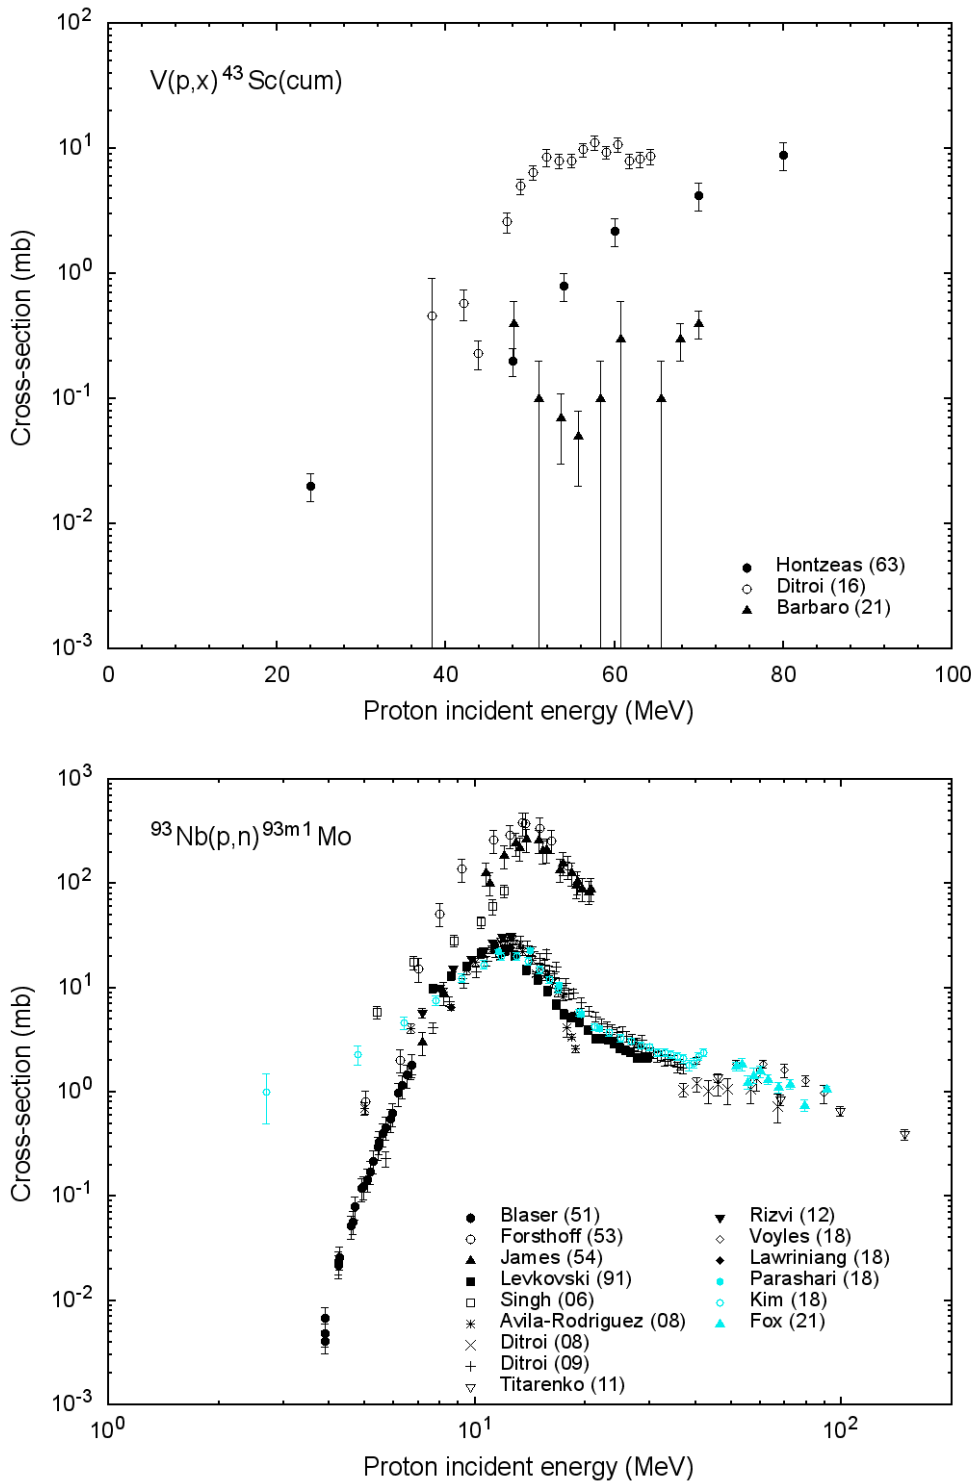 V(p,x)⁴³Sc(cum)
10²
10¹
10⁰
10⁻¹
10⁻²
10⁻³
Cross-section (mb)
Hontzeas (63)
Ditroi (16)
Barbaro (21)
0 20 40 60 80 100
Proton incident energy (MeV)
⁹³Nb(p,n)⁹³ᵐ¹Mo
10³
10²
10¹
10⁰
10⁻¹
10⁻²
10⁻³
Cross-section (mb)
Blaser (51)
Forsthoff (53)
James (54)
Levkovski (91)
Singh (06)
Avila-Rodriguez (08)
Ditroi (08)
Ditroi (09)
Titarenko (11)
Rizvi (12)
Voyles (18)
Lawriniang (18)
Parashari (18)
Kim (18)
Fox (21)
10⁰ 10¹ 10²
Proton incident energy (MeV)